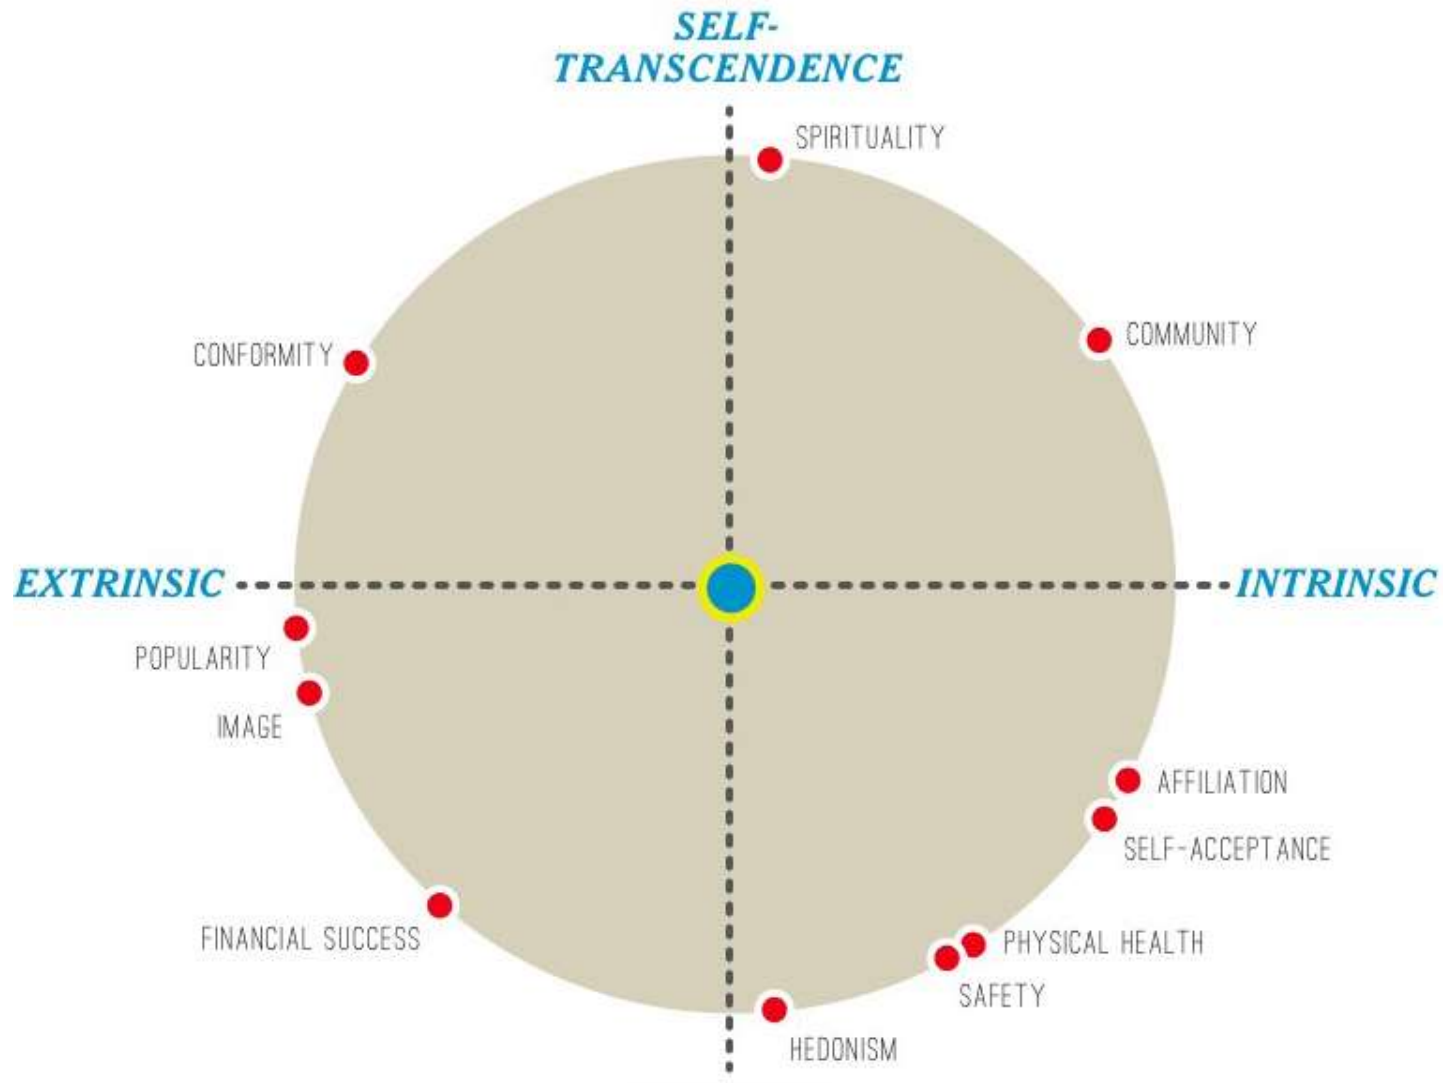 SELF-
TRANSCENDENCE
SPIRITUALITY
COMMUNITY
CONFORMITY
EXTRINSIC
INTRINSIC
POPULARITY
IMAGE
AFFILIATION
SELF-ACCEPTANCE
FINANCIAL SUCCESS
PHYSICAL HEALTH
SAFETY
HEDONISM